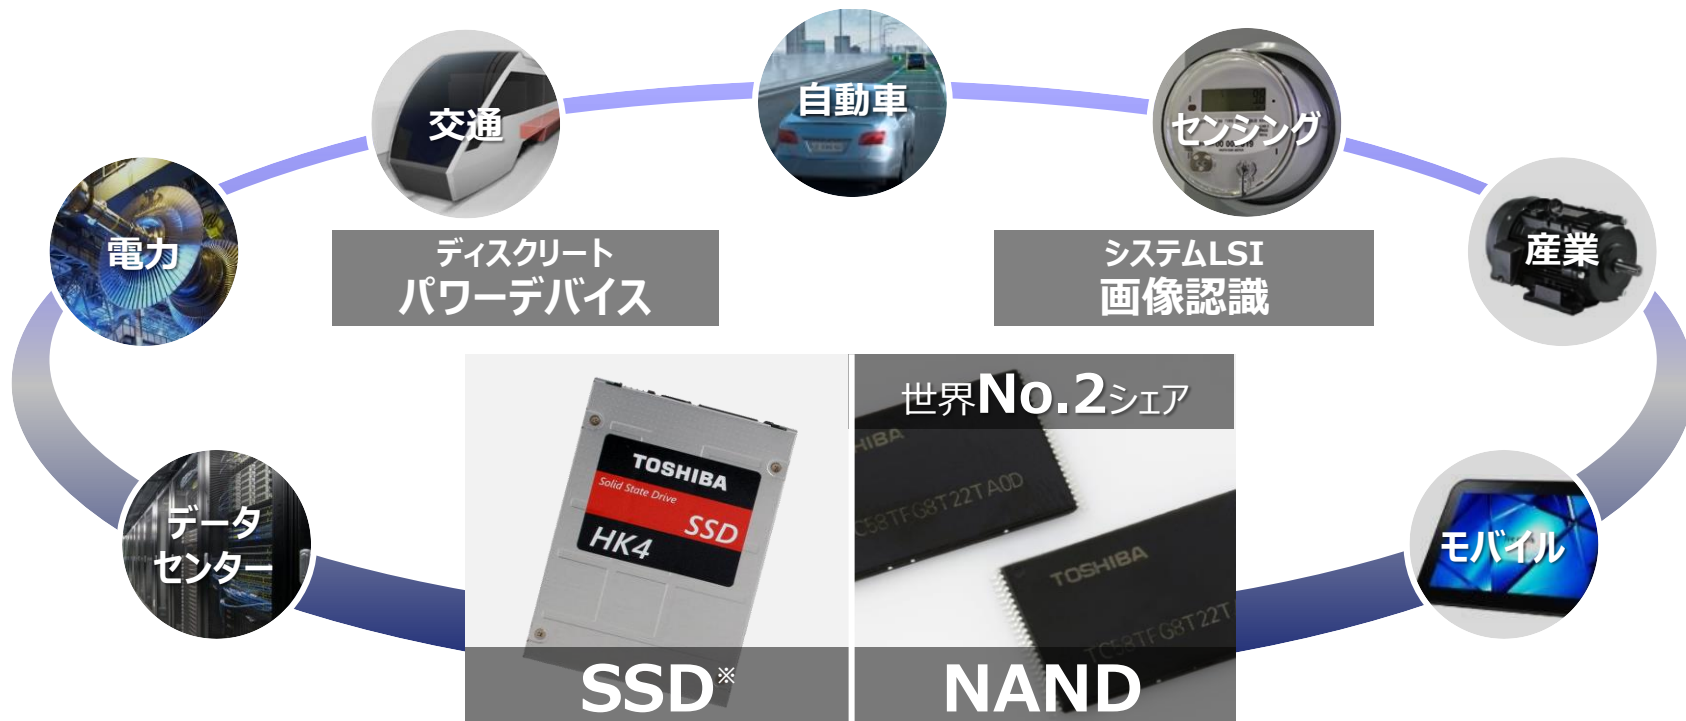 自動車
交通
センシング
電力
産業
ディスクリート
パワーデバイス
システムLSI
画像認識
データ
センター
モバイル
TOSHIBA
Solid State Drive
SSD
HK4
SSD※
世界No.2シェア
HIBA
TC58TFG8T22TA0D
TOSHIBA
TC58TFG8T22T
NAND